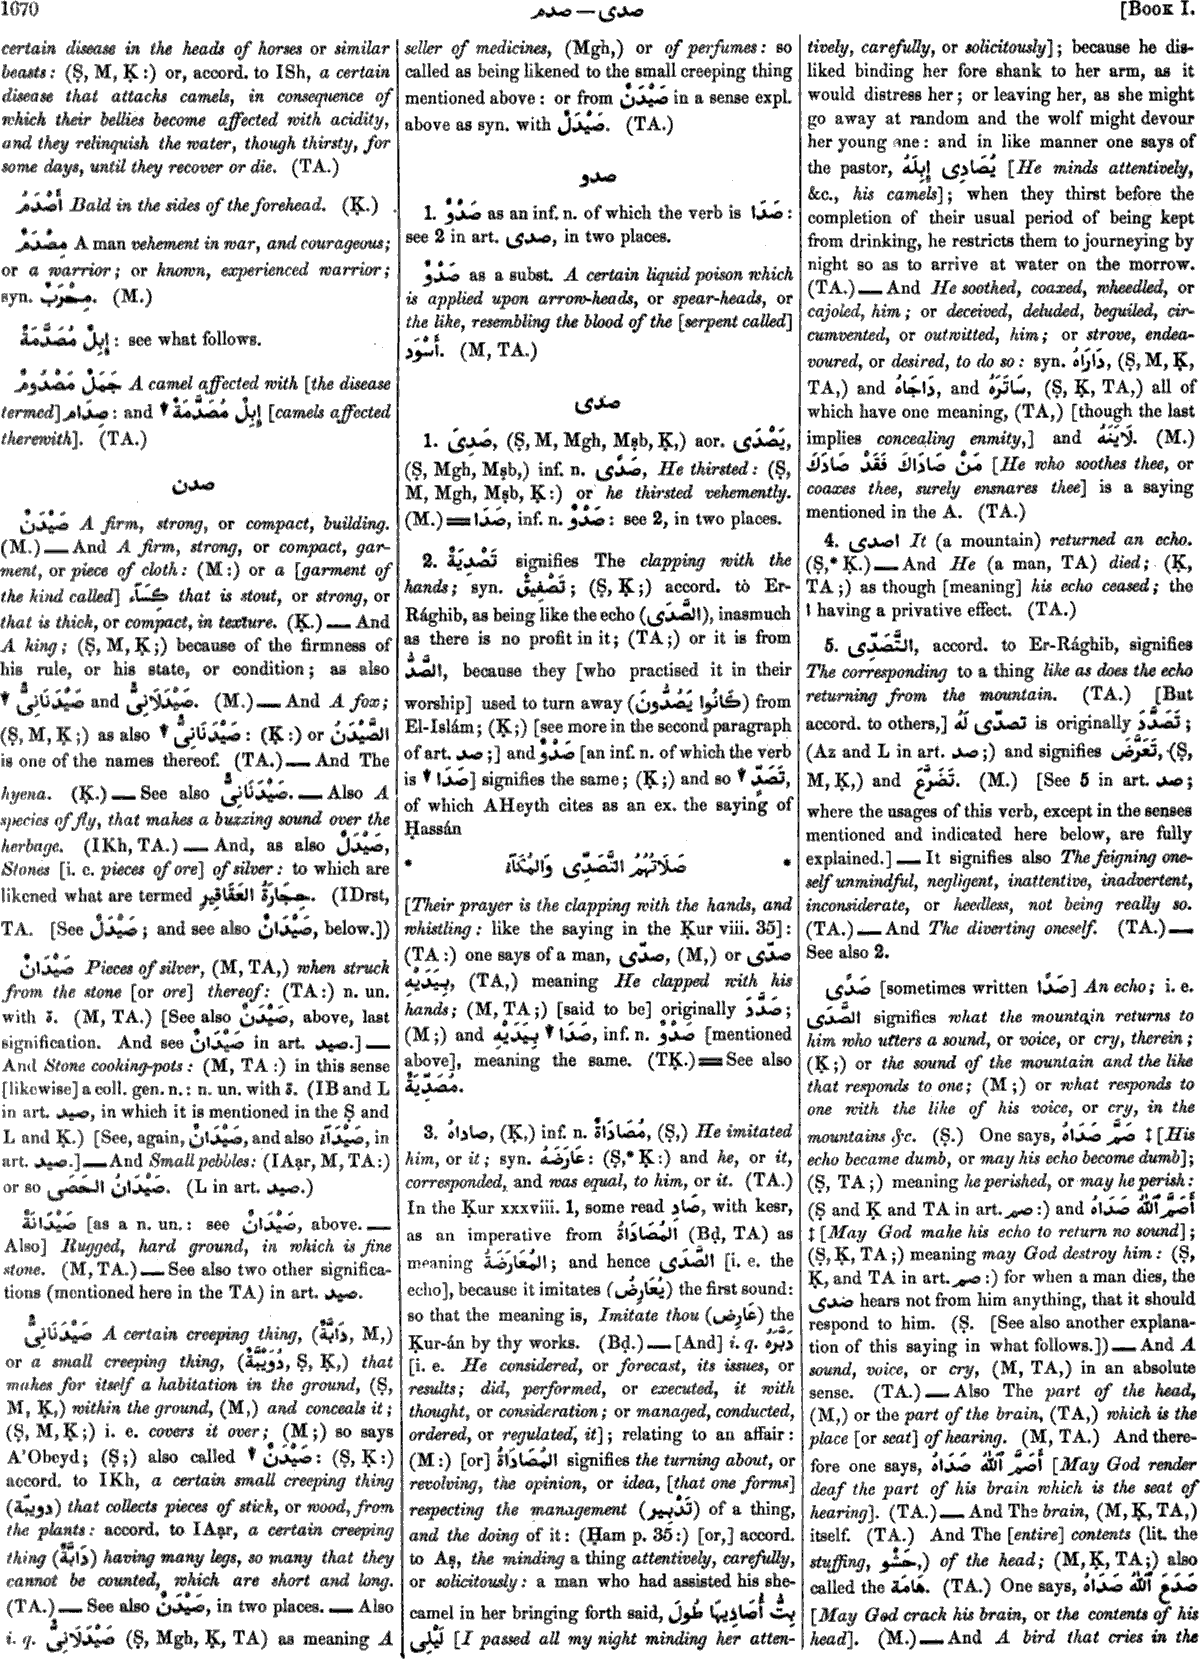 1670
صدم — صدى
[BOOK I.
certain disease in the heads of horses or similar
beasts: (Ṣ, M, Ḳ:) or, accord. to ISh, a certain
disease that attacks camels, in consequence of
which their bellies become affected with acidity,
and they relinquish the water, though thirsty, for
some days, until they recover or die. (TA.)
أَصْدَمُ Bald in the sides of the forehead. (Ḳ.)
مِصْدَمٌ A man vehement in war, and courageous;
or a warrior; or known, experienced warrior;
syn. مِحْرَبٌ. (M.)
إِبِلٌ مُصَدَّمَةٌ: see what follows.
جَمَلٌ مَصْدُومٌ A camel affected with [the disease
termed] صِدَام: and ▼ إِبِلٌ مُصَدَّمَةٌ [camels affected
therewith]. (TA.)
صدن
صَيْدَنٌ A firm, strong, or compact, building.
(M.) — And A firm, strong, or compact, gar-
ment, or piece of cloth: (M:) or a [garment of
the kind called] كِسَآء that is stout, or strong, or
that is thick, or compact, in texture. (Ḳ.) — And
A king; (Ṣ, M, Ḳ;) because of the firmness of
his rule, or his state, or condition; as also
▼ صَيْدَنَانِىٌّ and صَيْدَلَانِىٌّ. (M.) — And A fox;
(Ṣ, M, Ḳ;) as also ▼ صَيْدَنَانِىٌّ: (Ḳ:) or الصَّيْدَنُ
is one of the names thereof. (TA.) — And The
hyena. (Ḳ.) — See also صَيْدَنَانِىٌّ. — Also A
species of fly, that makes a buzzing sound over the
herbage. (IKh, TA.) — And, as also صَيْدَلٌ,
Stones [i. e. pieces of ore] of silver: to which are
likened what are termed حِجَارَةُ العَقَاقِيرِ. (IDrst,
TA. [See صَيْدَلٌ; and see also صَيْدَانٌ, below.])
صَيْدَانٌ Pieces of silver, (M, TA,) when struck
from the stone [or ore] thereof: (TA:) n. un.
with ة. (M, TA.) [See also صَيْدَنٌ, above, last
signification. And see صَيْدَانٌ in art. صيد.] —
And Stone cooking-pots: (M, TA:) in this sense
[likewise] a coll. gen. n.: n. un. with ة. (IB and L
in art. صيد, in which it is mentioned in the Ṣ and
L and Ḳ.) [See, again, صَيْدَانٌ, and also صَيْدَآء, in
art. صيد.] — And Small pebbles: (IAạr, M, TA:)
or so صَيْدَانُ الحَصَى. (L in art. صيد.)
صَيْدَانَةٌ [as a n. un.: see صَيْدَانٌ, above. —
Also] Rugged, hard ground, in which is fine
stone. (M, TA.) — See also two other significa-
tions (mentioned here in the TA) in art. صيد.
صَيْدَنَانِىٌّ A certain creeping thing, (دَابَّةٌ, M,)
or a small creeping thing, (دُوَيْبَّةٌ, Ṣ, Ḳ,) that
makes for itself a habitation in the ground, (Ṣ,
M, Ḳ,) within the ground, (M,) and conceals it;
(Ṣ, M, Ḳ;) i. e. covers it over; (M;) so says
A'Obeyd; (Ṣ;) also called ▼ صَيْدَنٌ: (Ṣ, Ḳ:)
accord. to IKh, a certain small creeping thing
(دويبّة) that collects pieces of stick, or wood, from
the plants: accord. to IAạr, a certain creeping
thing (دَابَّةٌ) having many legs, so many that they
cannot be counted, which are short and long.
(TA.) — See also صَيْدَنٌ, in two places. — Also
i. q. صَيْدَلَانِىٌّ (Ṣ, Mgh, Ḳ, TA) as meaning A
seller of medicines, (Mgh,) or of perfumes: so
called as being likened to the small creeping thing
mentioned above: or from صَيْدَنٌ in a sense expl.
above as syn. with صَيْدَلٌ. (TA.)
صدو
1. صَدْوٌ as an inf. n. of which the verb is صَدَا:
see 2 in art. صدى, in two places.
صَدْوٌ as a subst. A certain liquid poison which
is applied upon arrow-heads, or spear-heads, or
the like, resembling the blood of the [serpent called]
أَسْوَد. (M, TA.)
صدى
1. صَدِىَ, (Ṣ, M, Mgh, Mṣb, Ḳ,) aor. يَصْدَى,
(Ṣ, Mgh, Mṣb,) inf. n. صَدًى, He thirsted: (Ṣ,
M, Mgh, Mṣb, Ḳ:) or he thirsted vehemently.
(M.) ═ صَدَا, inf. n. صَدْوٌ: see 2, in two places.
2. تَصْدِيَةٌ signifies The clapping with the
hands; syn. تَصْفِيقٌ; (Ṣ, Ḳ;) accord. to Er-
Rághib, as being like the echo (الصَّدَى), inasmuch
as there is no profit in it; (TA;) or it is from
الصَّدُّ, because they [who practised it in their
worship] used to turn away (كَانُوا يَصُدُّونَ) from
El-Islám; (Ḳ;) [see more in the second paragraph
of art. صد;] and صَدْوٌ [an inf. n. of which the verb
is ▼ صَدَا] signifies the same; (Ḳ;) and so ▼ تَصَدٍّ,
of which AHeyth cites as an ex. the saying of
Ḥassán
* صَلَاتُهُمُ التَّصَدِّى وَالمُكَآءُ *
[Their prayer is the clapping with the hands, and
whistling: like the saying in the Ḳur viii. 35]:
(TA:) one says of a man, صدّى, (M,) or صدّى
بِيَدَيْهِ, (TA,) meaning He clapped with his
hands; (M, TA;) [said to be] originally صَدَّدَ;
(M;) and صَدَا ▼ بِيَدَيْهِ, inf. n. صَدْوٌ [mentioned
above], meaning the same. (TḲ.) ═ See also
مُصَدِّيَةٌ.
3. صاداهُ, (Ḳ,) inf. n. مُصَادَاةٌ, (Ṣ,) He imitated
him, or it; syn. عَارَضَهُ: (Ṣ,* Ḳ:) and he, or it,
corresponded, and was equal, to him, or it. (TA.)
In the Ḳur xxxviii. 1, some read صَادِ, with kesr,
as an imperative from المُصَادَاةُ (Bḍ, TA) as
meaning المُعَارَضَةُ; and hence الصَّدَى [i. e. the
echo], because it imitates (يُعَارِضُ) the first sound:
so that the meaning is, Imitate thou (عَارِضِ) the
Ḳur-án by thy works. (Bḍ.) — [And] i. q. دَبَّرَهُ
[i. e. He considered, or forecast, its issues, or
results; did, performed, or executed, it with
thought, or consideration; or managed, conducted,
ordered, or regulated, it]; relating to an affair:
(M:) [or] المُصَادَاةُ signifies the turning about, or
revolving, the opinion, or idea, [that one forms]
respecting the management (تَدْبِير) of a thing,
and the doing of it: (Ḥam p. 35:) [or,] accord.
to Aṣ, the minding a thing attentively, carefully,
or solicitously: a man who had assisted his she-
camel in her bringing forth said, بِتُّ أُصَادِيهَا طُولَ
لَيْلِى [I passed all my night minding her atten-
tively, carefully, or solicitously]; because he dis-
liked binding her fore shank to her arm, as it
would distress her; or leaving her, as she might
go away at random and the wolf might devour
her young one: and in like manner one says of
the pastor, يُصَادِى إِبِلَهُ [He minds attentively,
&c., his camels]; when they thirst before the
completion of their usual period of being kept
from drinking, he restricts them to journeying by
night so as to arrive at water on the morrow.
(TA.) — And He soothed, coaxed, wheedled, or
cajoled, him; or deceived, deluded, beguiled, cir-
cumvented, or outwitted, him; or strove, endea-
voured, or desired, to do so: syn. دَارَاهُ, (Ṣ, M, Ḳ,
TA,) and دَاجَاهُ, and سَاتَرَهُ, (Ṣ, Ḳ, TA,) all of
which have one meaning, (TA,) [though the last
implies concealing enmity,] and لَايَنَهُ. (M.)
مَنْ صَادَاكَ فَقَدْ صَادَكَ [He who soothes thee, or
coaxes thee, surely ensnares thee] is a saying
mentioned in the A. (TA.)
4. اصدى It (a mountain) returned an echo.
(Ṣ,* Ḳ.) — And He (a man, TA) died; (Ḳ,
TA;) as though [meaning] his echo ceased; the
ا having a privative effect. (TA.)
5. التَّصَدِّى, accord. to Er-Rághib, signifies
The corresponding to a thing like as does the echo
returning from the mountain. (TA.) [But
accord. to others,] تصدّى لَهُ is originally تَصَدَّدَ;
(Az and L in art. صد;) and signifies تَعَرَّضَ, (Ṣ,
M, Ḳ,) and تَضَرَّعَ. (M.) [See 5 in art. صد;
where the usages of this verb, except in the senses
mentioned and indicated here below, are fully
explained.] — It signifies also The feigning one-
self unmindful, negligent, inattentive, inadvertent,
inconsiderate, or heedless, not being really so.
(TA.) — And The diverting oneself. (TA.) —
See also 2.
صَدًى [sometimes written صَدًا] An echo; i. e.
الصَّدَى signifies what the mountain returns to
him who utters a sound, or voice, or cry, therein;
(Ḳ;) or the sound of the mountain and the like
that responds to one; (M;) or what responds to
one with the like of his voice, or cry, in the
mountains &c. (Ṣ.) One says, صَمَّ صَدَاهُ ‡ [His
echo became dumb, or may his echo become dumb];
(Ṣ, TA;) meaning he perished, or may he perish:
(Ṣ and Ḳ and TA in art. صم:) and أَصَمَّ ٱللّٰهُ صَدَاهُ
‡ [May God make his echo to return no sound];
(Ṣ, Ḳ, TA;) meaning may God destroy him: (Ṣ,
Ḳ, and TA in art. صم:) for when a man dies, the
صدى hears not from him anything, that it should
respond to him. (Ṣ. [See also another explana-
tion of this saying in what follows.]) — And A
sound, voice, or cry, (M, TA,) in an absolute
sense. (TA.) — Also The part of the head,
(M,) or the part of the brain, (TA,) which is the
place [or seat] of hearing. (M, TA.) And there-
fore one says, أَصَمَّ ٱللّٰهُ صَدَاهُ [May God render
deaf the part of his brain which is the seat of
hearing]. (TA.) — And The brain, (M, Ḳ, TA,)
itself. (TA.) And The [entire] contents (lit. the
stuffing, حَشْو,) of the head; (M, Ḳ, TA;) also
called the هَامَة. (TA.) One says, صَدَعَ ٱللّٰهُ صَدَاهُ
[May God crack his brain, or the contents of his
head]. (M.) — And A bird that cries in the